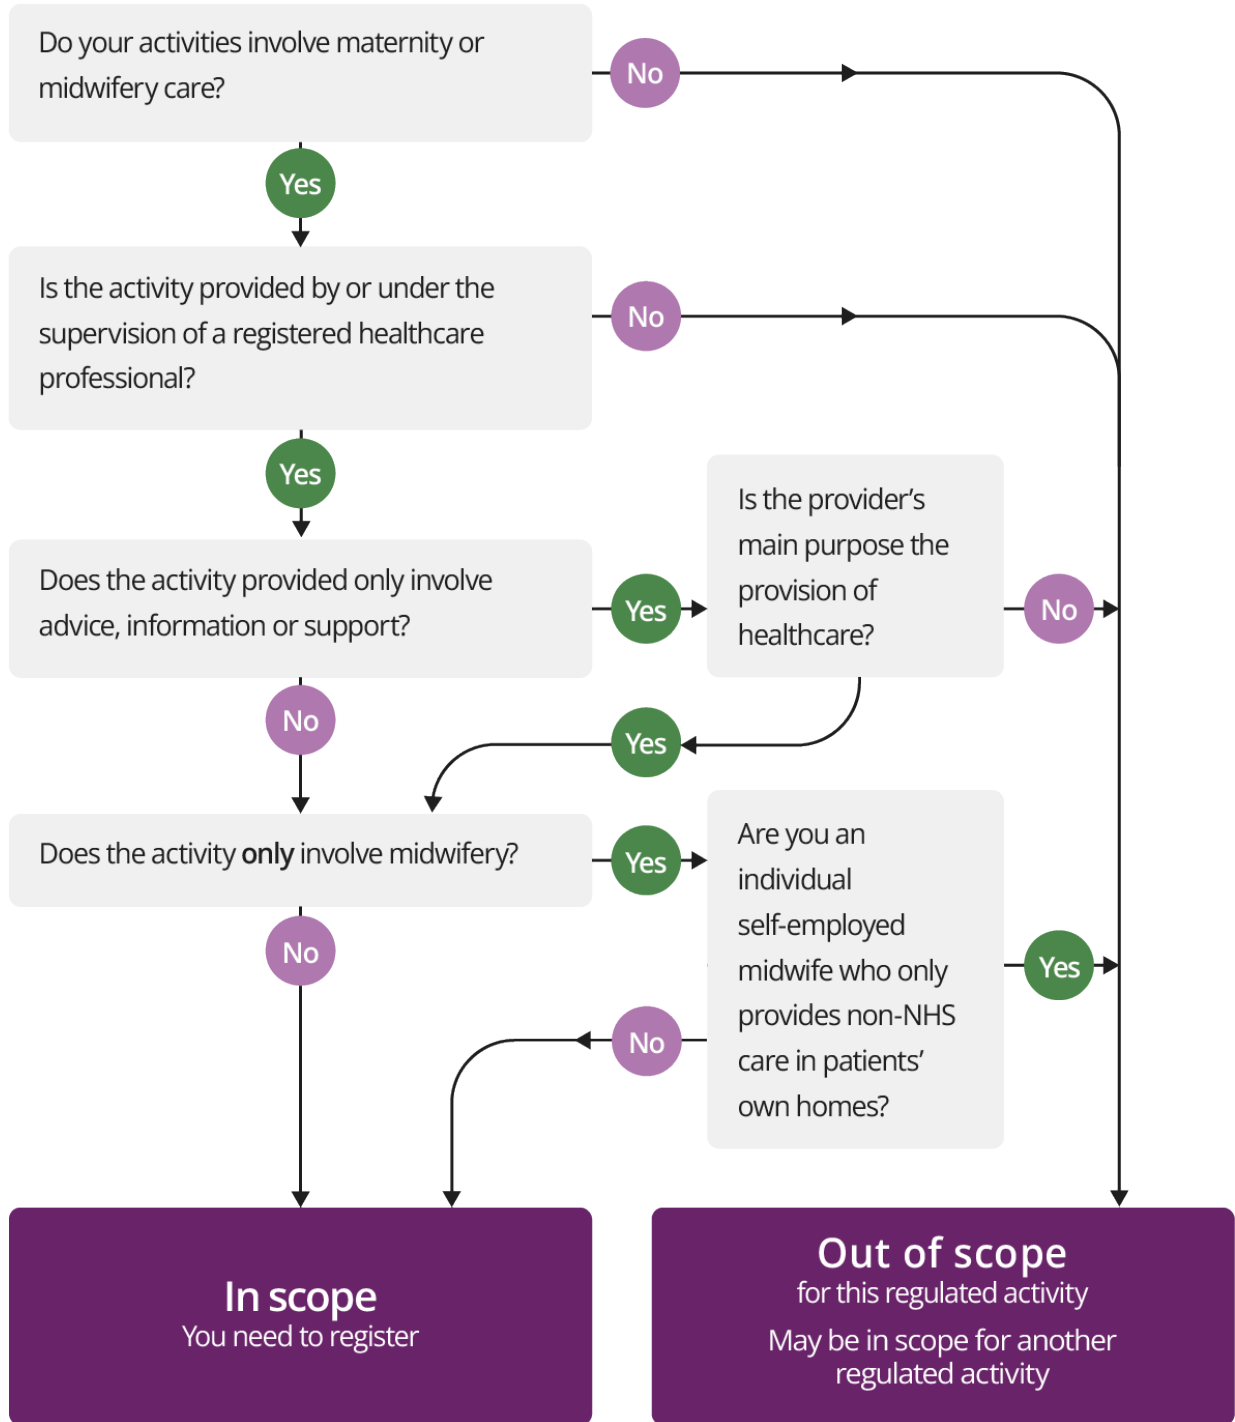 Do your activities involve maternity or
midwifery care?
No
Yes
Is the activity provided by or under the
supervision of a registered healthcare
professional?
No
Yes
Does the activity provided only involve
advice, information or support?
Yes
Is the provider’s
main purpose the
provision of
healthcare?
No
No
Yes
Does the activity only involve midwifery?
Yes
Are you an
individual
self-employed
midwife who only
provides non-NHS
care in patients’
own homes?
Yes
No
No
In scope
You need to register
Out of scope
for this regulated activity
May be in scope for another
regulated activity